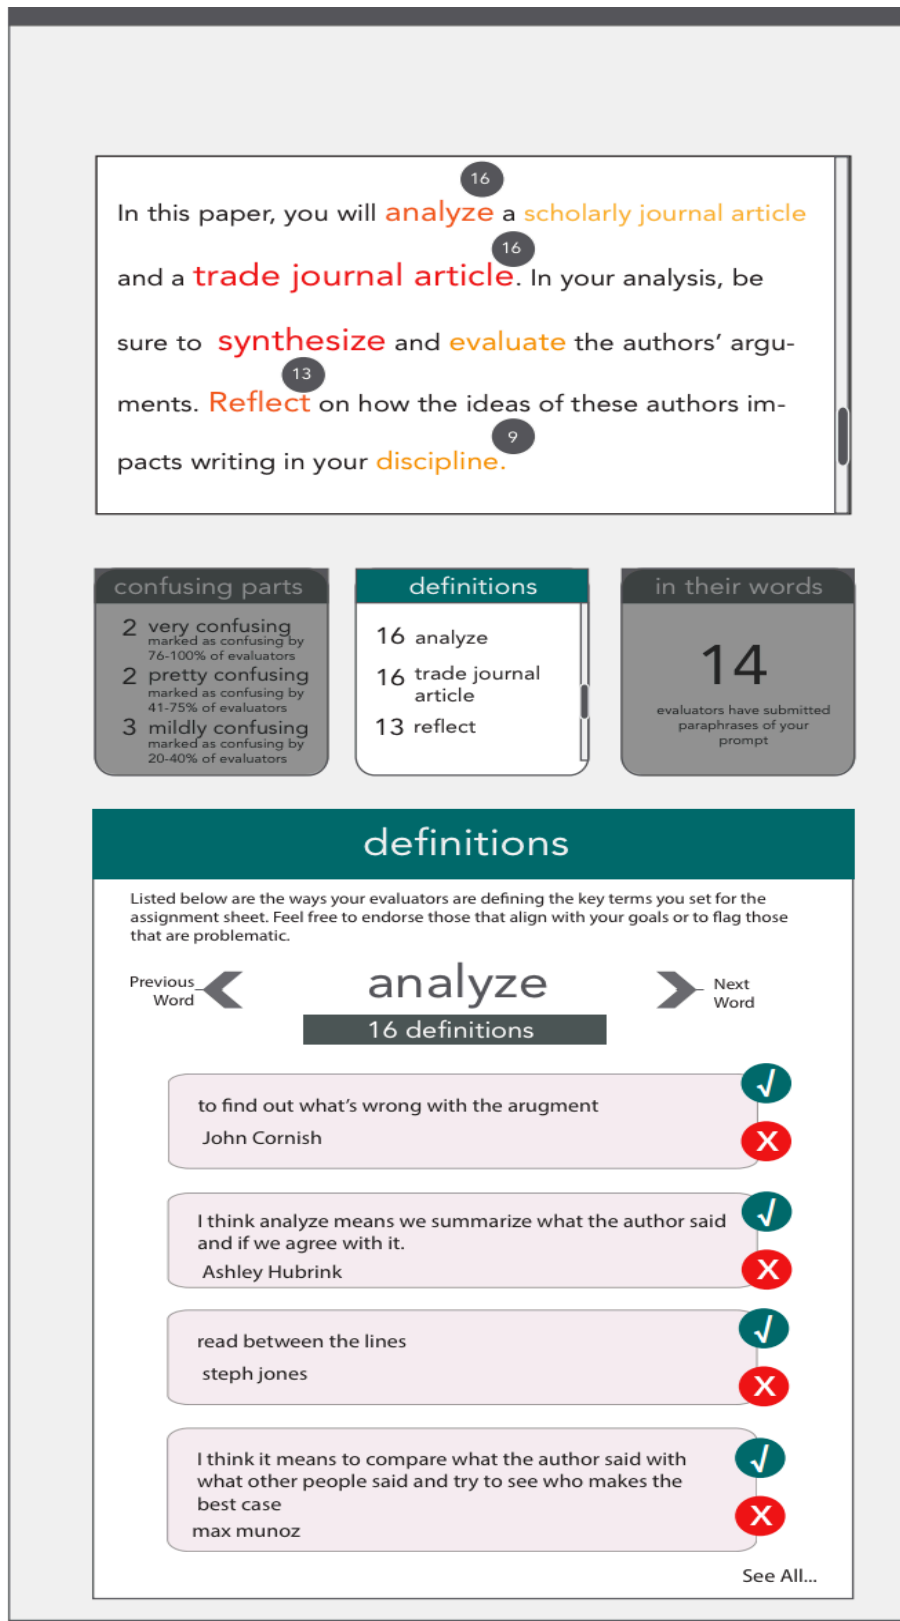 16
In this paper, you will analyze a scholarly journal article
16
and a trade journal article. In your analysis, be
sure to synthesize and evaluate the authors’ argu-
13
ments. Reflect on how the ideas of these authors im-
9
pacts writing in your discipline.
confusing parts
2 very confusing
marked as confusing by
76-100% of evaluators
2 pretty confusing
marked as confusing by
41-75% of evaluators
3 mildly confusing
marked as confusing by
20-40% of evaluators
definitions
16 analyze
16 trade journal
article
13 reflect
in their words
14
evaluators have submitted
paraphrases of your
prompt
definitions
Listed below are the ways your evaluators are defining the key terms you set for the
assignment sheet. Feel free to endorse those that align with your goals or to flag those
that are problematic.
Previous
Word
analyze
Next
Word
16 definitions
to find out what’s wrong with the arugment
John Cornish
√
X
I think analyze means we summarize what the author said
and if we agree with it.
Ashley Hubrink
√
X
read between the lines
steph jones
√
X
I think it means to compare what the author said with
what other people said and try to see who makes the
best case
max munoz
√
X
See All...